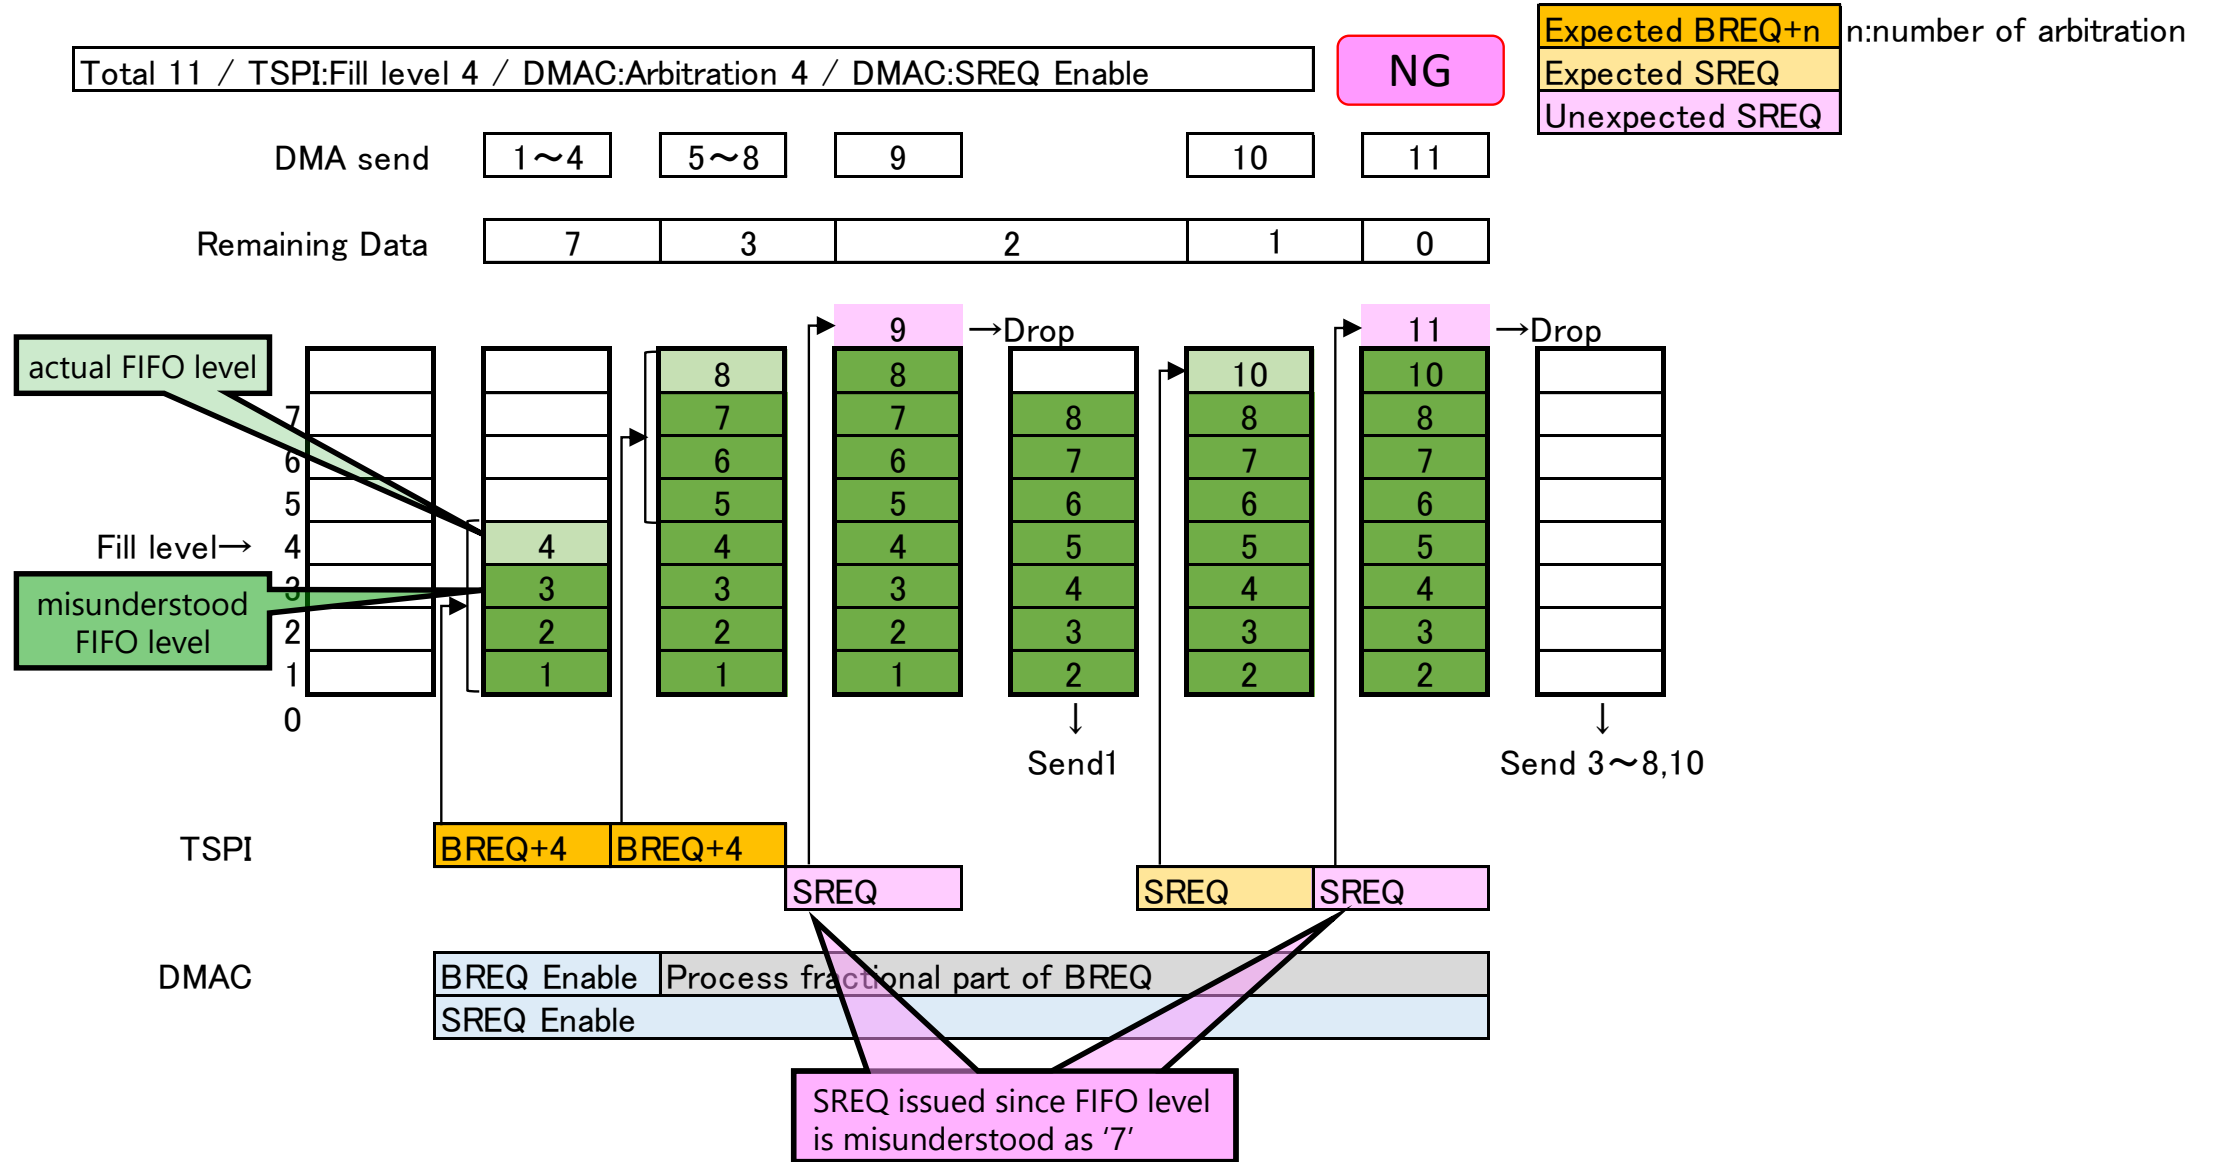 Expected BREQ+n n:number of arbitration
Total 11 / TSPI:Fill level 4 / DMAC:Arbitration 4 / DMAC:SREQ Enable
NG
Expected SREQ
Unexpected SREQ
DMA send 1～4 5～8 9 10 11
Remaining Data 7 3 2 1 0
9 →Drop 11 →Drop
actual FIFO level
8 8 10 10
7 7 7 8 8 8
6 6 6 7 7 7
5 5 5 6 6 6
Fill level→ 4 4 4 4 5 5 5
3 3 3 3 4 4 4
misunderstood
FIFO level
2 2 2 2 3 3 3
1 1 1 1 2 2 2
0
↓ ↓
Send1 Send 3～8,10
TSPI BREQ+4 BREQ+4
SREQ SREQ SREQ
DMAC BREQ Enable Process fractional part of BREQ
SREQ Enable
SREQ issued since FIFO level
is misunderstood as ‘7’